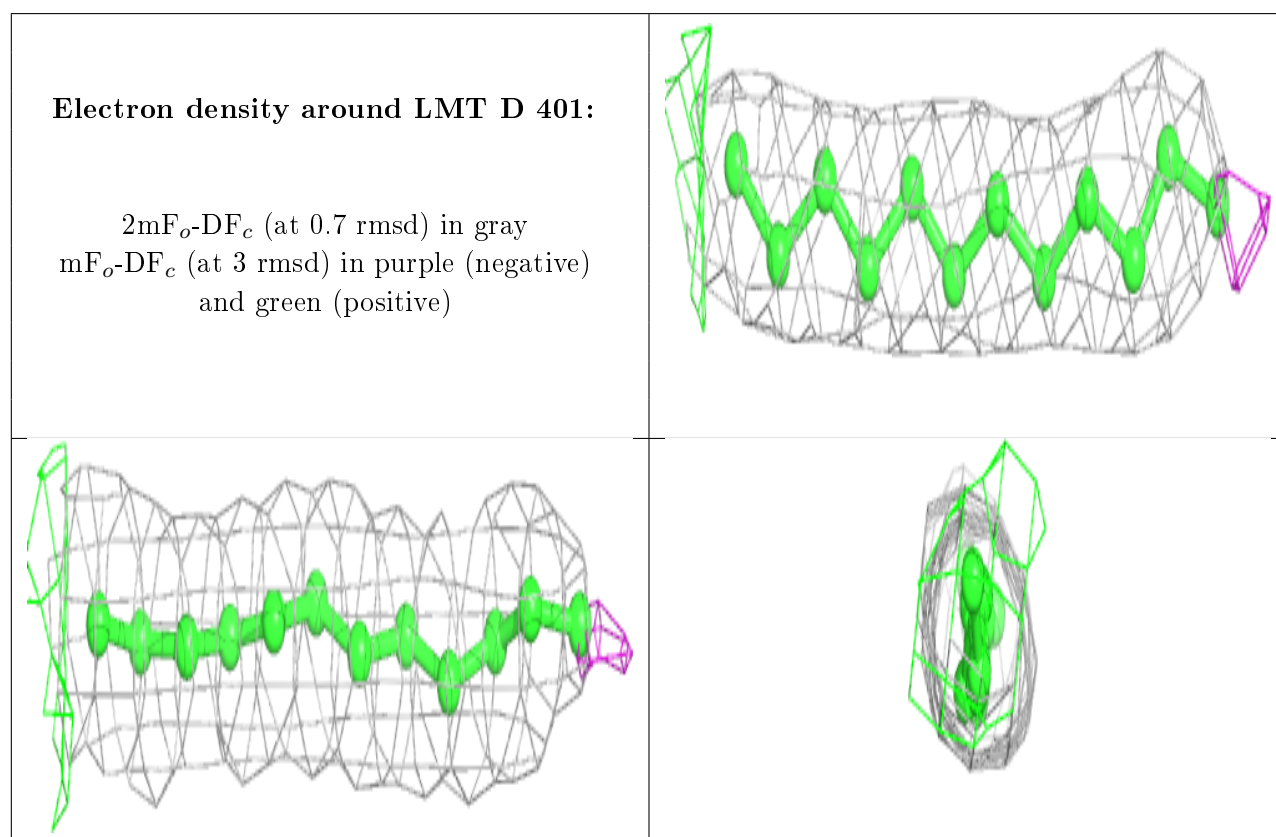 Electron density around LMT D 401:
2mFo-DFc (at 0.7 rmsd) in gray
mFo-DFc (at 3 rmsd) in purple (negative)
and green (positive)